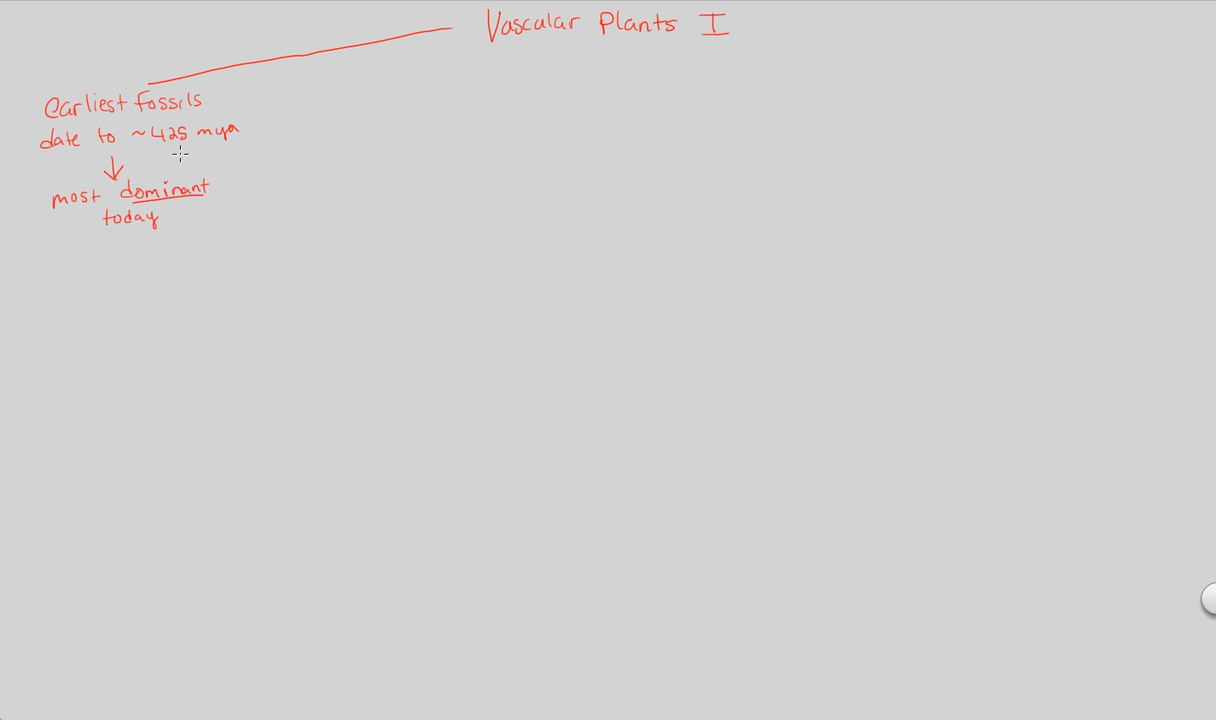 Vascular Plants I
earliest fossils
date to ~425 mya
↓
most dominant
today